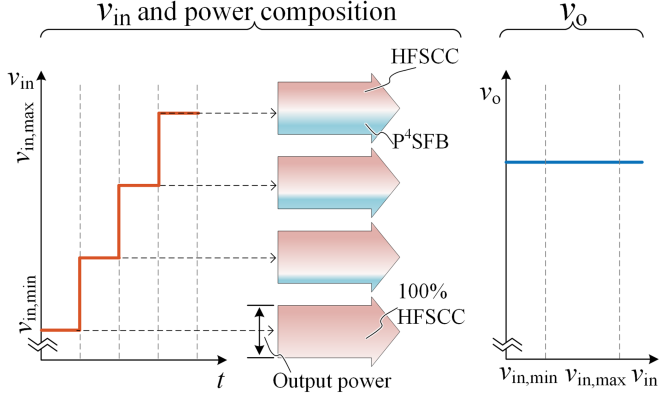 v_in and power composition
v_o
v_in
v_in,max
v_in,min
t
HFSCC
P⁴SFB
100%
HFSCC
Output power
v_o
v_in,min
v_in,max
v_in